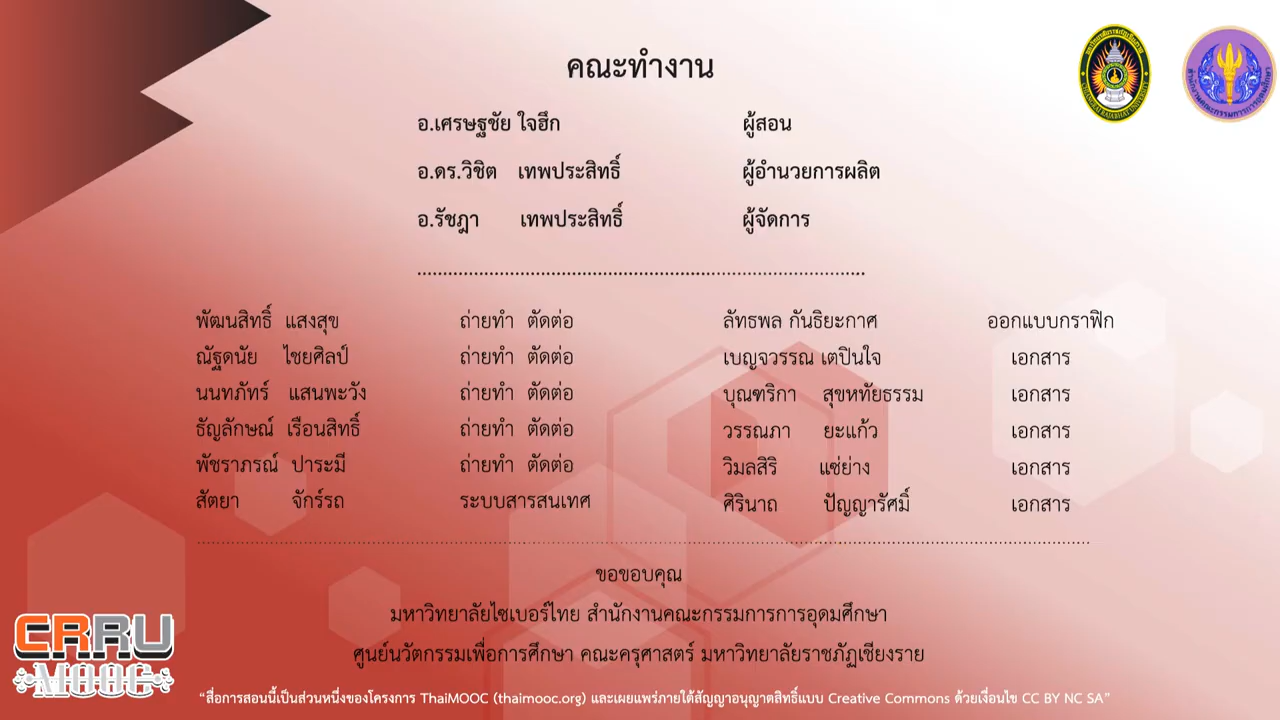 คณะทำงาน
อ.เศรษฐชัย ใจฮึก ผู้สอน
อ.ดร.วิชิต เทพประสิทธิ์ ผู้อำนวยการผลิต
อ.รัชฎา เทพประสิทธิ์ ผู้จัดการ
พัฒนสิทธิ์ แสงสุข ถ่ายทำ ตัดต่อ ลัทธพล กันธิยะกาศ ออกแบบกราฟิก
ณัฐดนัย ไชยศิลป์ ถ่ายทำ ตัดต่อ เบญจวรรณ เตปินใจ เอกสาร
นนทภัทร์ แสนพะวัง ถ่ายทำ ตัดต่อ บุณฑริกา สุขหทัยธรรม เอกสาร
ธัญลักษณ์ เรือนสิทธิ์ ถ่ายทำ ตัดต่อ วรรณภา ยะแก้ว เอกสาร
พัชราภรณ์ ปาระมี ถ่ายทำ ตัดต่อ วิมลสิริ แซ่ย่าง เอกสาร
สัตยา จักร์รถ ระบบสารสนเทศ ศิรินาถ ปัญญารัศมิ์ เอกสาร
ขอขอบคุณ
มหาวิทยาลัยไซเบอร์ไทย สำนักงานคณะกรรมการการอุดมศึกษา
ศูนย์นวัตกรรมเพื่อการศึกษา คณะครุศาสตร์ มหาวิทยาลัยราชภัฏเชียงราย
CRRU
MOOC
“สื่อการสอนนี้เป็นส่วนหนึ่งของโครงการ ThaiMOOC (thaimooc.org) และเผยแพร่ภายใต้สัญญาอนุญาตสิทธิ์แบบ Creative Commons ด้วยเงื่อนไข CC BY NC SA”